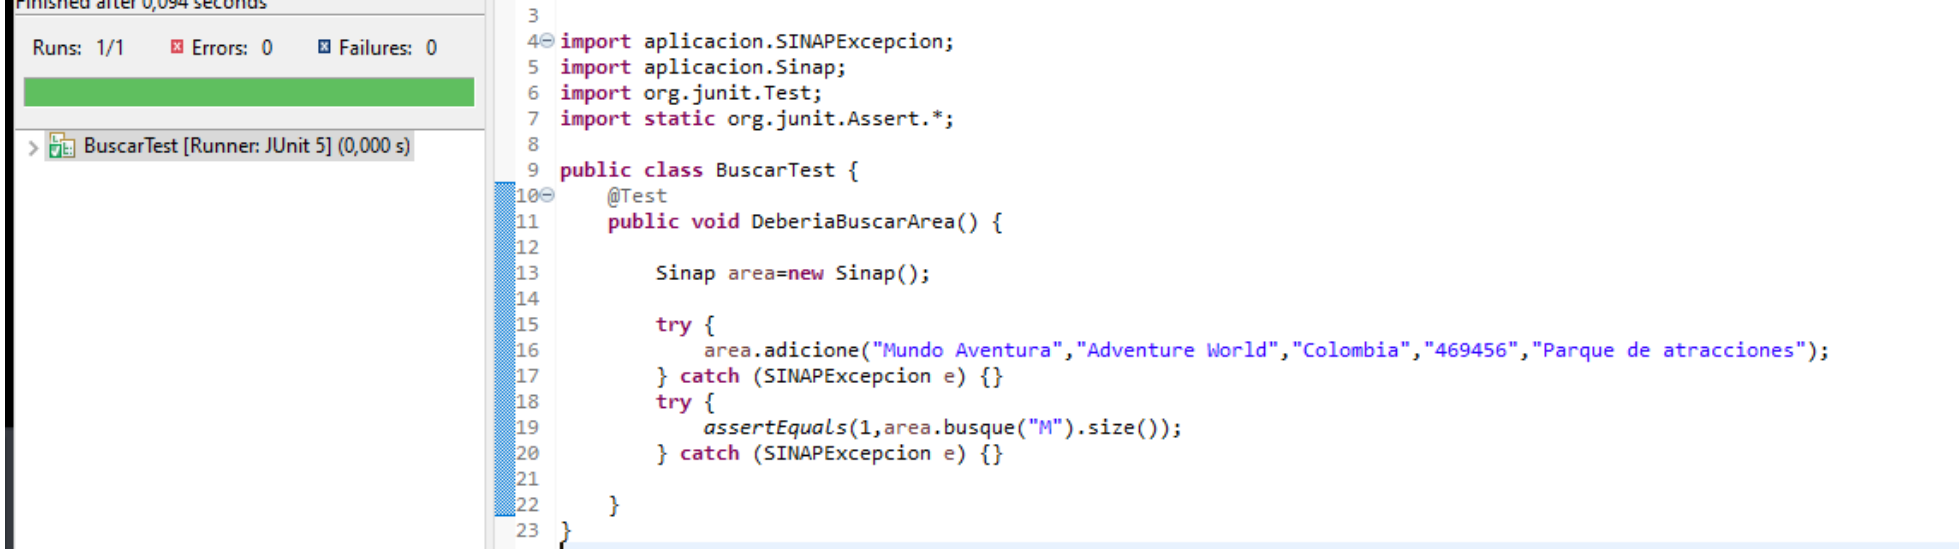 Finished after 0,094 seconds
Runs: 1/1 Errors: 0 Failures: 0
BuscarTest [Runner: JUnit 5] (0,000 s)
3
4 import aplicacion.SINAPExcepcion;
5 import aplicacion.Sinap;
6 import org.junit.Test;
7 import static org.junit.Assert.*;
8
9 public class BuscarTest {
10 @Test
11 public void DeberiaBuscarArea() {
12
13 Sinap area=new Sinap();
14
15 try {
16 area.adicione("Mundo Aventura","Adventure World","Colombia","469456","Parque de atracciones");
17 } catch (SINAPExcepcion e) {}
18 try {
19 assertEquals(1,area.busque("M").size());
20 } catch (SINAPExcepcion e) {}
21
22 }
23 }